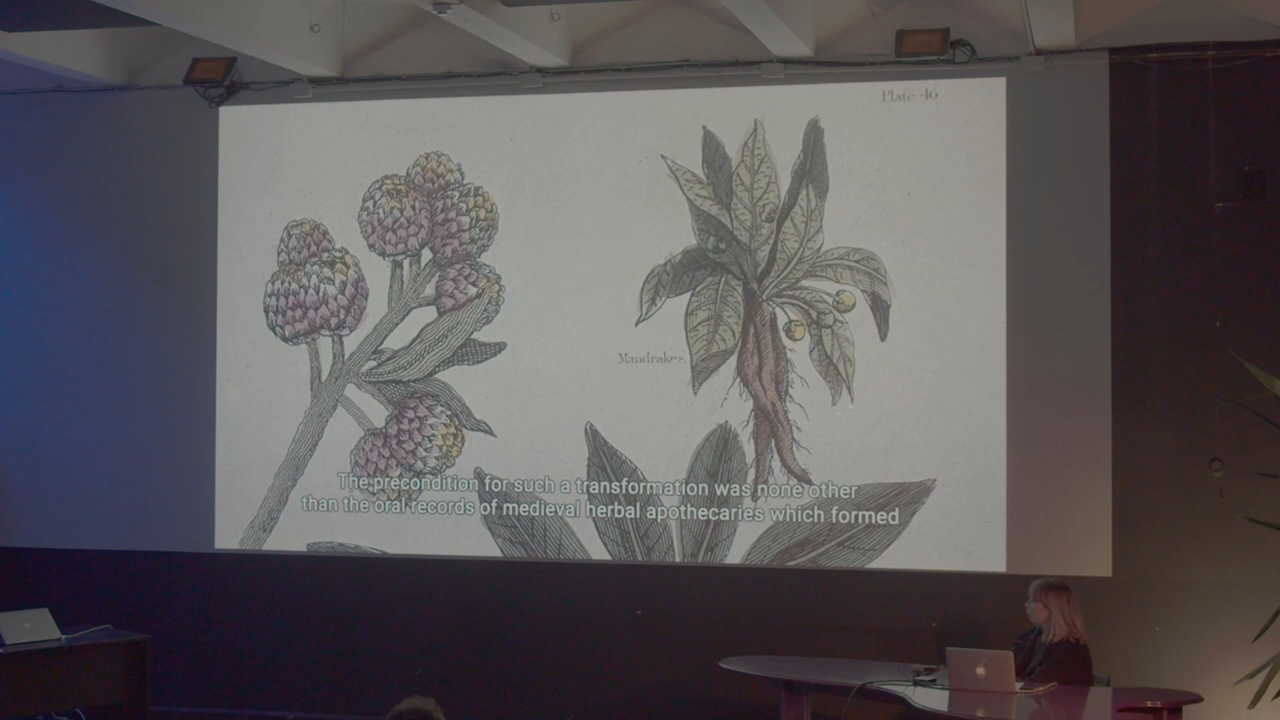 Plate 46
Mandrakes.
The precondition for such a transformation was none other
than the oral records of medieval herbal apothecaries which formed